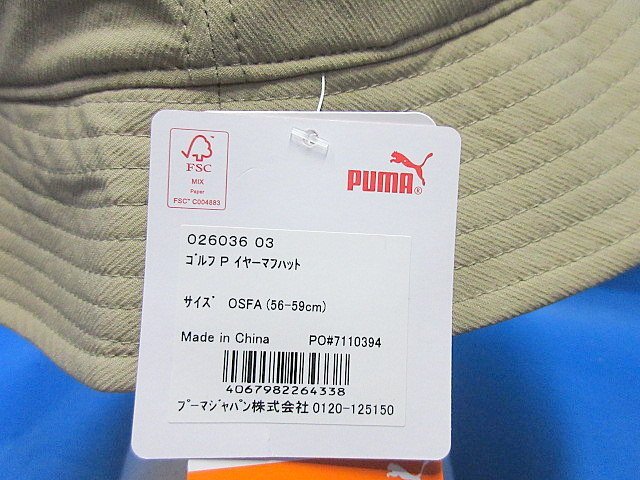 FSC
MIX
Paper
FSC™ C004883
PUMA®
026036 03
ｺﾞﾙﾌ P ｲﾔｰﾏﾌﾊｯﾄ
ｻｲｽﾞ OSFA (56-59cm)
Made in China PO#7110394
4067982264338
ﾌﾟｰﾏｼﾞｬﾊﾟﾝ株式会社 0120-125150